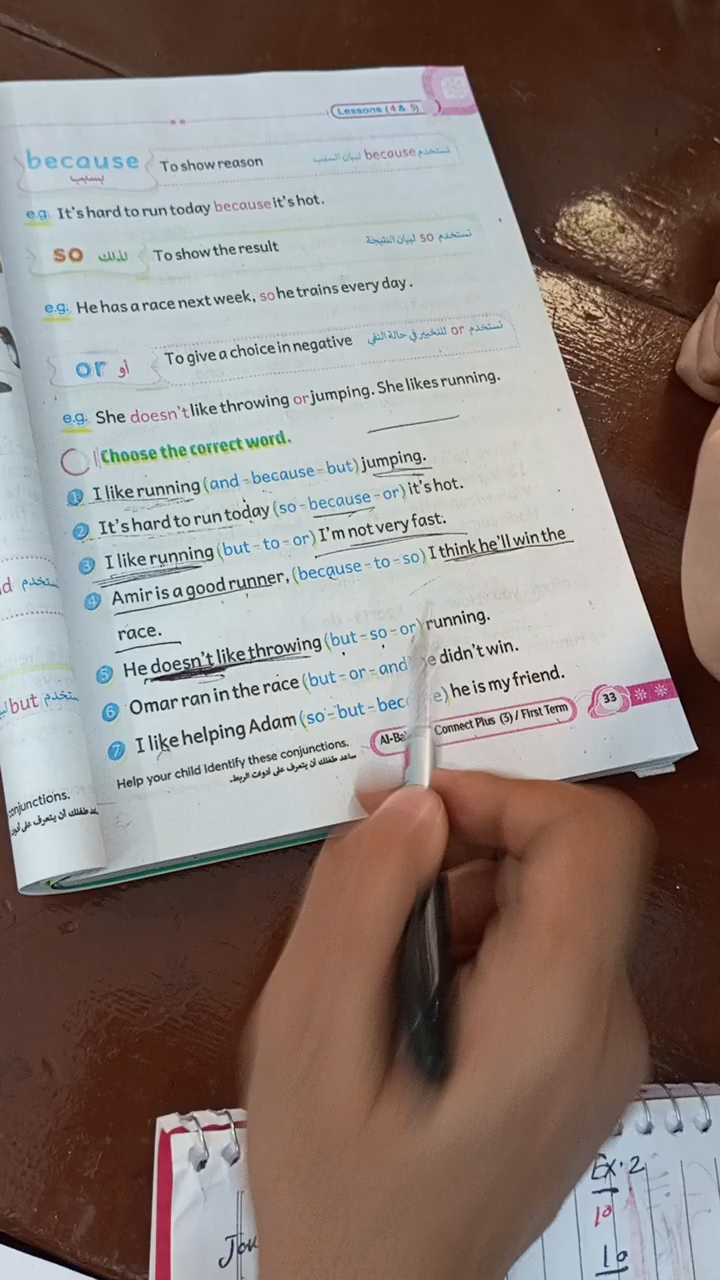 Lessons (4 & 5)
because To show reason تستخدم because لبيان السبب
بسبب
e.g. It's hard to run today because it's hot.
so لذلك To show the result تستخدم so لبيان النتيجة
e.g. He has a race next week, so he trains every day.
or أو To give a choice in negative تستخدم or للتخيير في حالة النفي
e.g. She doesn't like throwing or jumping. She likes running.
Choose the correct word.
1 I like running (and - because - but) jumping.
2 It's hard to run today (so - because - or) it's hot.
3 I like running (but - to - or) I'm not very fast.
4 Amir is a good runner, (because - to - so) I think he'll win the
race.
5 He doesn't like throwing (but - so - or) running.
6 Omar ran in the race (but - or - and didn't win.
7 I like helping Adam (so - but - he is my friend.
Help your child identify these conjunctions.
ساعد طفلك أن يتعرف على أدوات الربط.
Connect Plus (3) / First Term
33
تستخدم
but تستخدم
conjunctions.
طفلك أن يتعرف على
Ex. 2
10
10